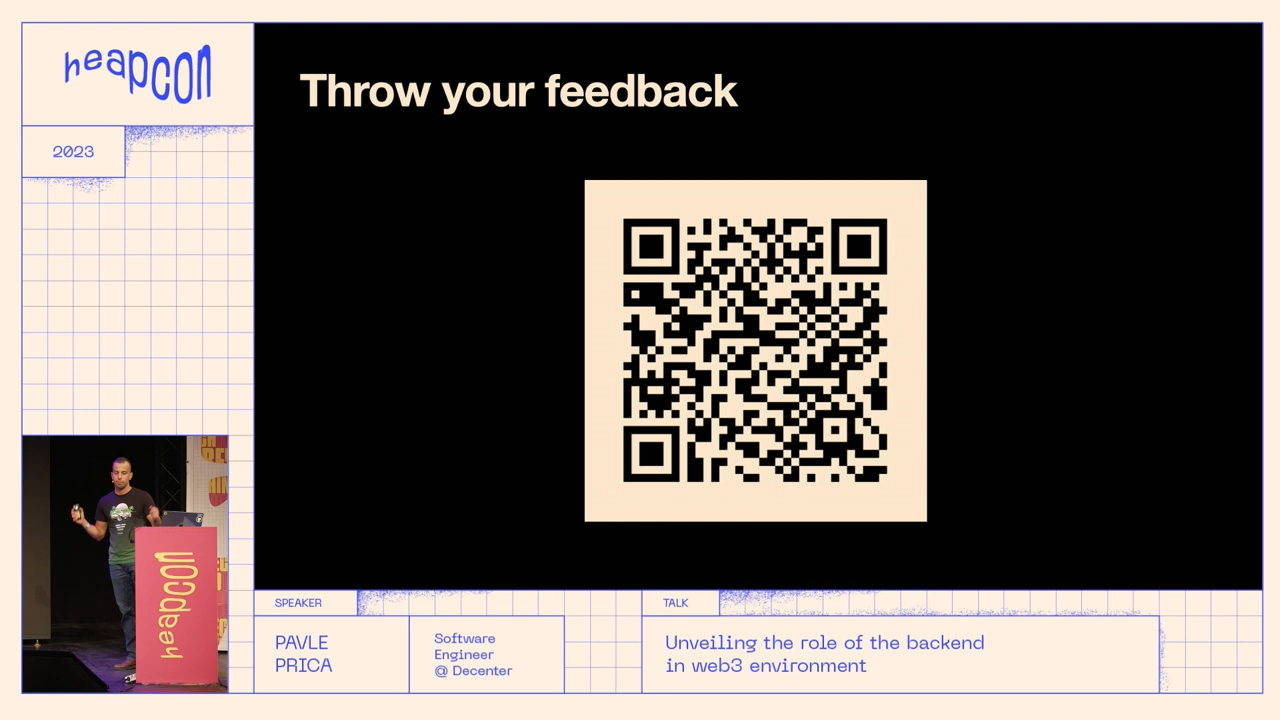 heapcon
2023
Throw your feedback
heapcon
SPEAKER
PAVLE
PRICA
Software
Engineer
@ Decenter
TALK
Unveiling the role of the backend
in web3 environment